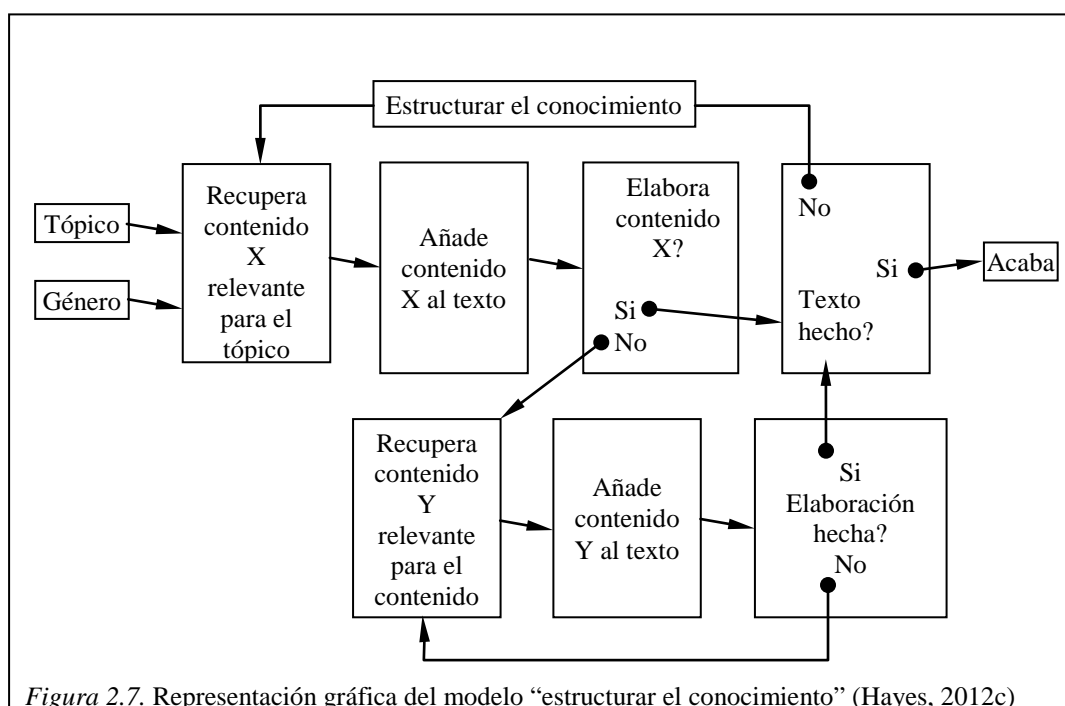 Estructurar el conocimiento
Tópico
Género
Recupera
contenido
X
relevante
para el
tópico
Añade
contenido
X al texto
Elabora
contenido
X?
Si
No
No
Si
Texto
hecho?
Acaba
Recupera
contenido
Y
relevante
para el
contenido
Añade
contenido
Y al texto
Si
Elaboración
hecha?
No
Figura 2.7. Representación gráfica del modelo “estructurar el conocimiento” (Hayes, 2012c)